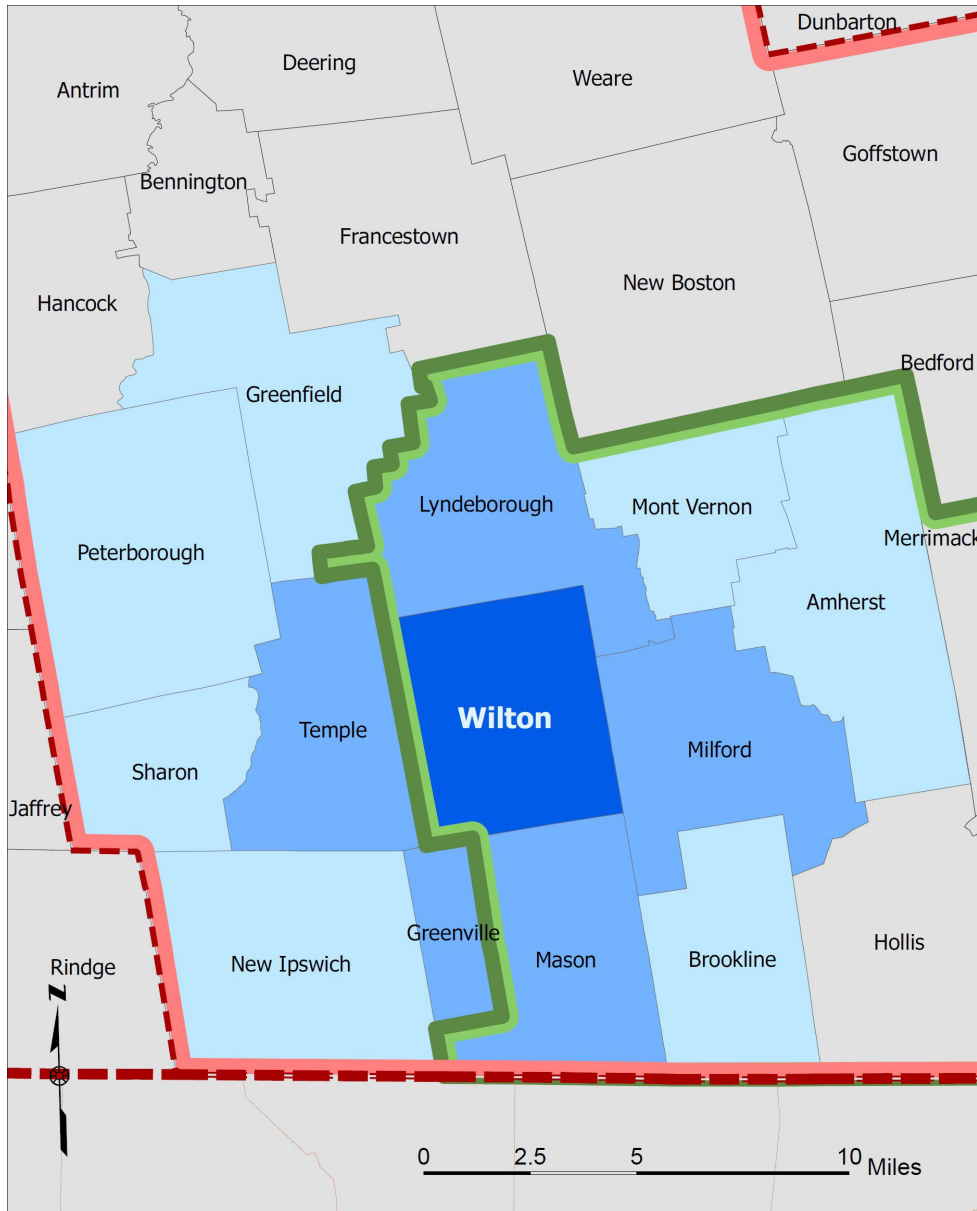 Dunbarton
Deering
Weare
Antrim
Goffstown
Bennington
Francestown
New Boston
Hancock
Bedford
Greenfield
Lyndeborough
Mont Vernon
Merrimack
Peterborough
Amherst
Wilton
Temple
Milford
Sharon
Jaffrey
Greenville
Hollis
New Ipswich
Mason
Brookline
Rindge
N
0 2.5 5 10 Miles